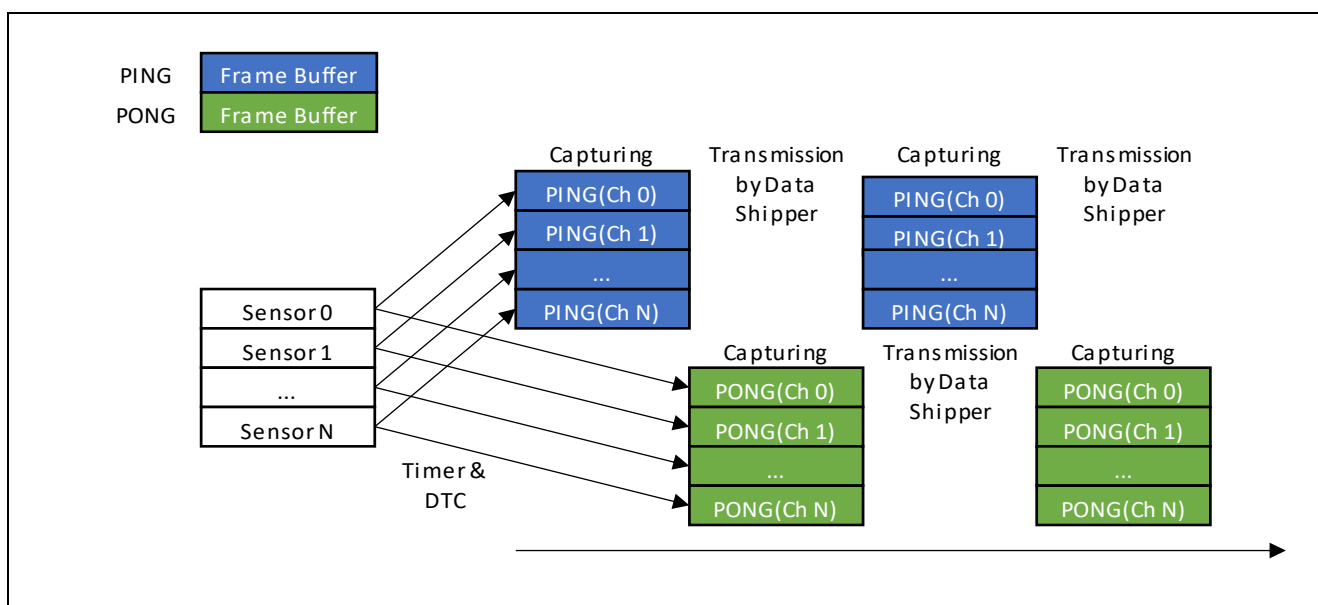 PING
Frame Buffer
PONG
Frame Buffer
Capturing
Transmission
by Data
Shipper
Capturing
Transmission
by Data
Shipper
PING(Ch 0)
PING(Ch 1)
...
PING(Ch N)
PING(Ch 0)
PING(Ch 1)
...
PING(Ch N)
Sensor 0
Sensor 1
...
Sensor N
Timer &
DTC
Capturing
Transmission
by Data
Shipper
Capturing
PONG(Ch 0)
PONG(Ch 1)
...
PONG(Ch N)
PONG(Ch 0)
PONG(Ch 1)
...
PONG(Ch N)